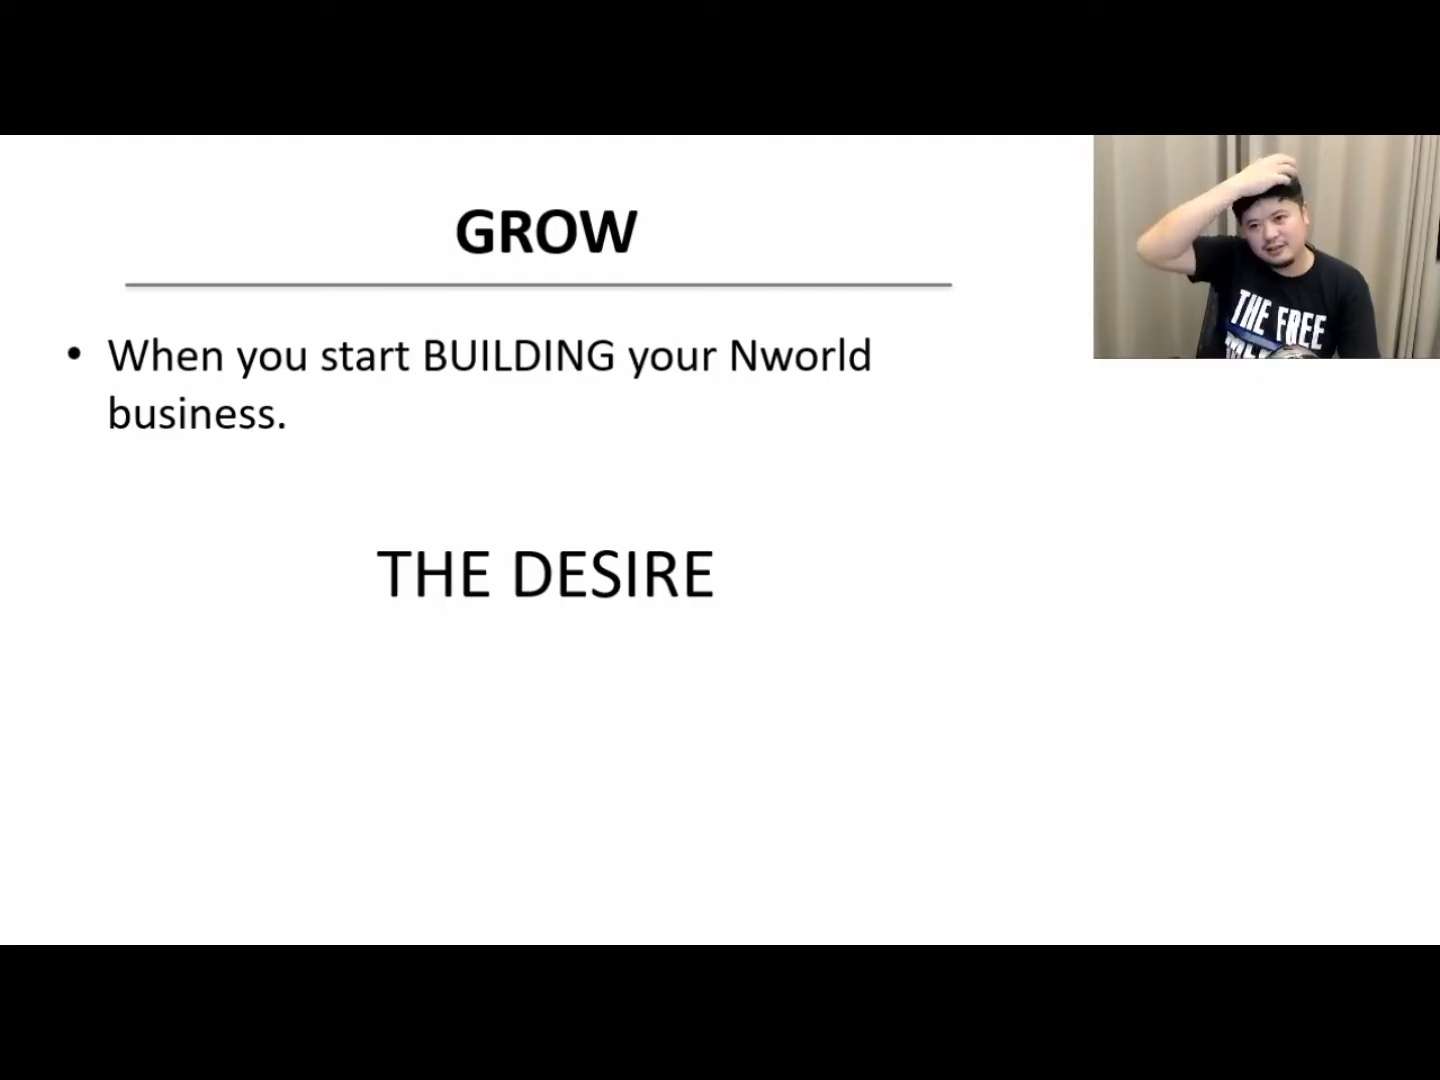 GROW
• When you start BUILDING your Nworld
business.
THE DESIRE
THE FREE